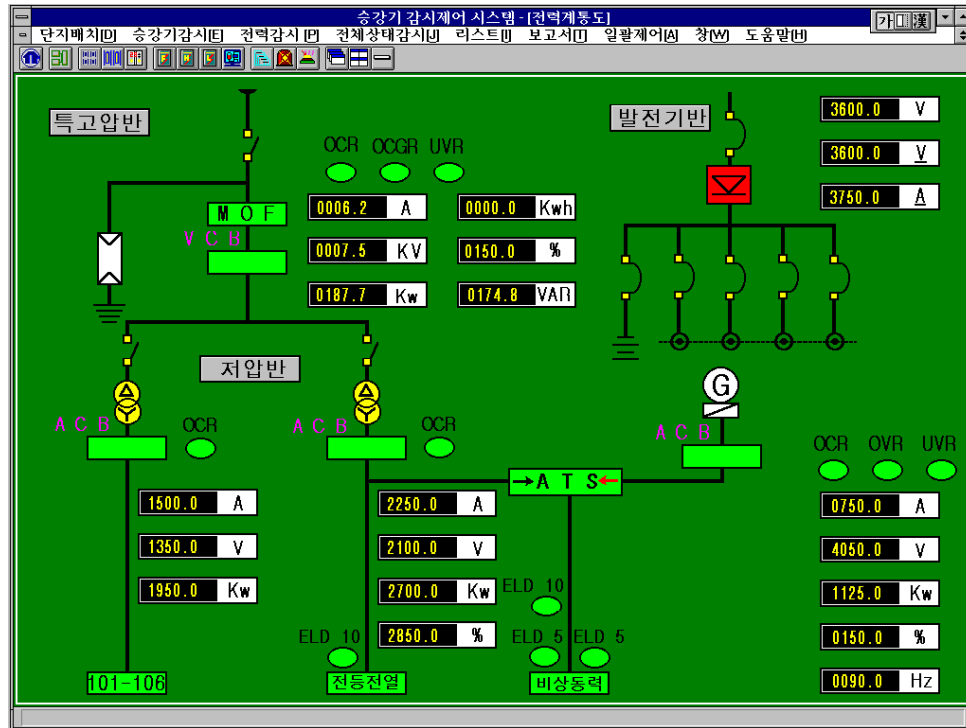 승강기 감시제어 시스템 - [전력계통도]
가 漢
단지배치[D] 승강기감시[E] 전력감시 [P] 전체상태감시[J] 리스트[I] 보고서[T] 일괄제어[A] 창[W] 도움말[H]
특고압반
발전기반
3600.0 V
3600.0 V
3750.0 A
OCR OCGR UVR
M O F
0006.2 A 0000.0 Kwh
V C B
0007.5 KV 0150.0 %
0187.7 Kw 0174.8 VAR
저압반
G
A C B OCR
A C B OCR
A C B
OCR OVR UVR
→A T S←
1500.0 A
2250.0 A
0750.0 A
1350.0 V
2100.0 V
4050.0 V
1950.0 Kw
2700.0 Kw
ELD 10
1125.0 Kw
ELD 10
2850.0 %
ELD 5 ELD 5
0150.0 %
101-106
전등전열
비상동력
0090.0 Hz